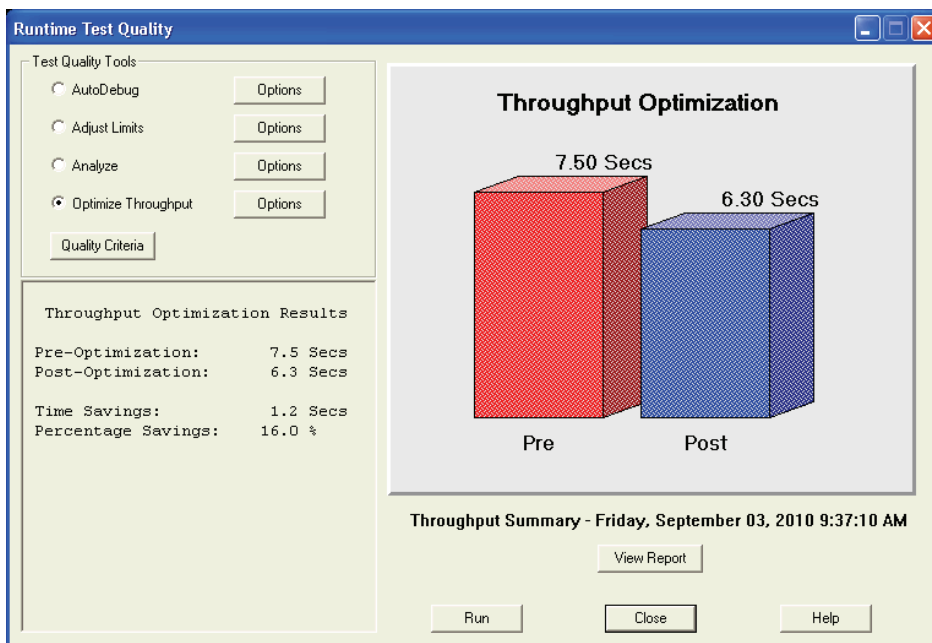 Runtime Test Quality
Test Quality Tools
AutoDebug
Options
Adjust Limits
Options
Analyze
Options
Optimize Throughput
Options
Quality Criteria
Throughput Optimization Results
Pre-Optimization: 7.5 Secs
Post-Optimization: 6.3 Secs
Time Savings: 1.2 Secs
Percentage Savings: 16.0 %
Throughput Optimization
7.50 Secs
6.30 Secs
Pre
Post
Throughput Summary - Friday, September 03, 2010 9:37:10 AM
View Report
Run
Close
Help